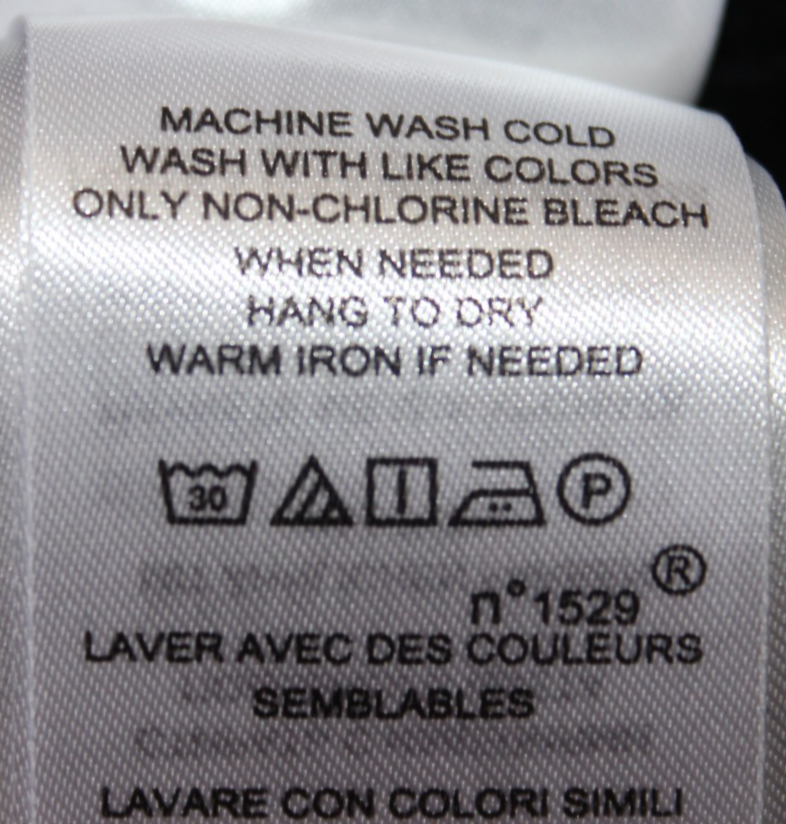 MACHINE WASH COLD
WASH WITH LIKE COLORS
ONLY NON-CHLORINE BLEACH
WHEN NEEDED
HANG TO DRY
WARM IRON IF NEEDED
30 P
®
n°1529
LAVER AVEC DES COULEURS
SEMBLABLES
LAVARE CON COLORI SIMILI